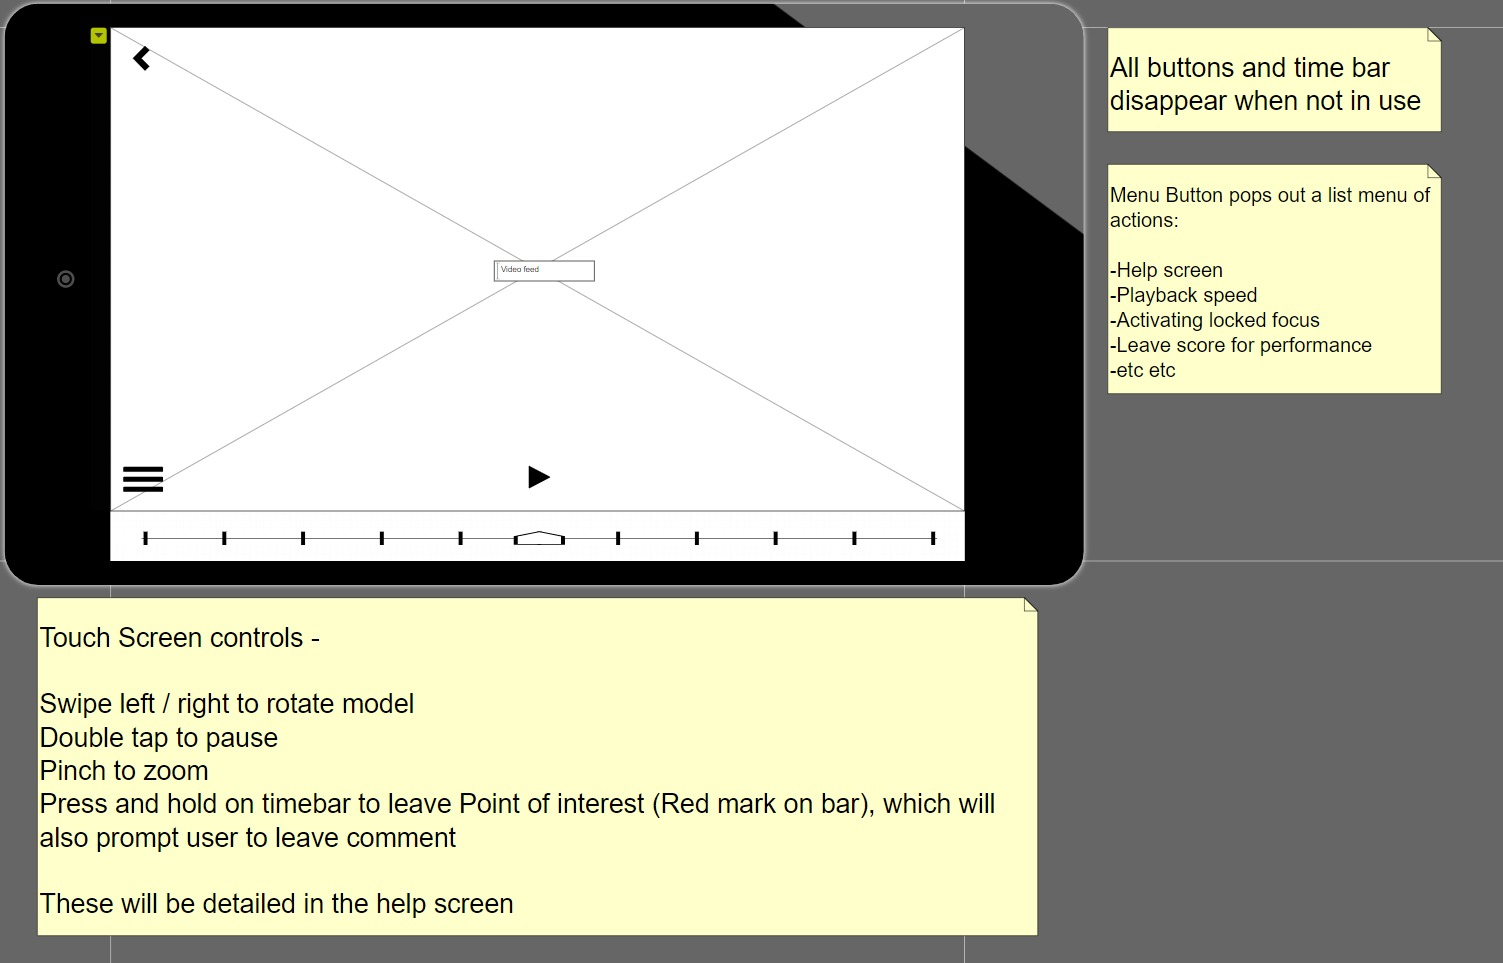 All buttons and time bar
disappear when not in use
Menu Button pops out a list menu of
actions:
-Help screen
-Playback speed
-Activating locked focus
-Leave score for performance
-etc etc
Video feed
Touch Screen controls -
Swipe left / right to rotate model
Double tap to pause
Pinch to zoom
Press and hold on timebar to leave Point of interest (Red mark on bar), which will
also prompt user to leave comment
These will be detailed in the help screen